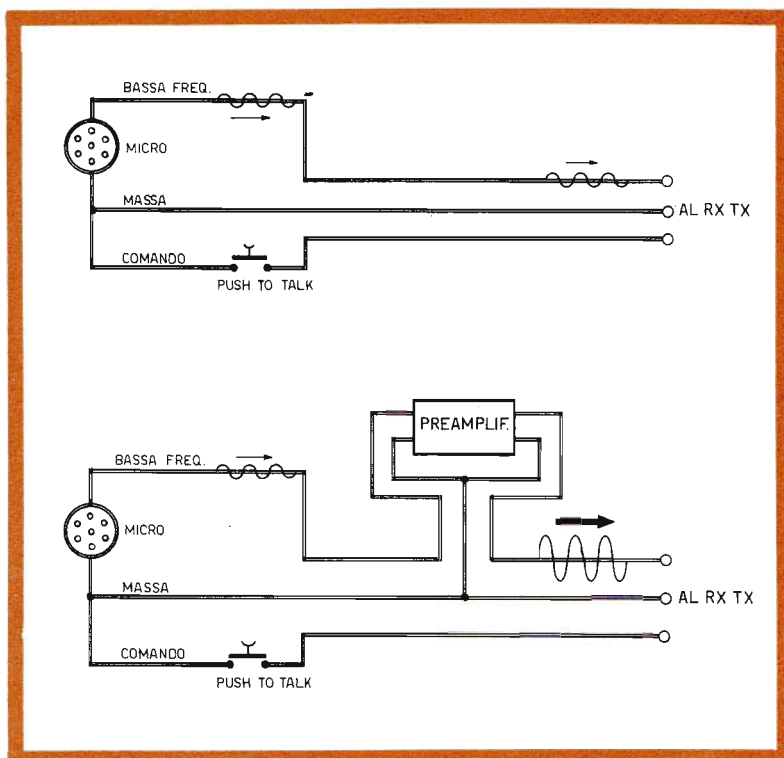 BASSA FREQ.
MICRO
MASSA
AL RX TX
COMANDO
PUSH TO TALK
PREAMPLIF.
BASSA FREQ.
MICRO
MASSA
AL RX TX
COMANDO
PUSH TO TALK